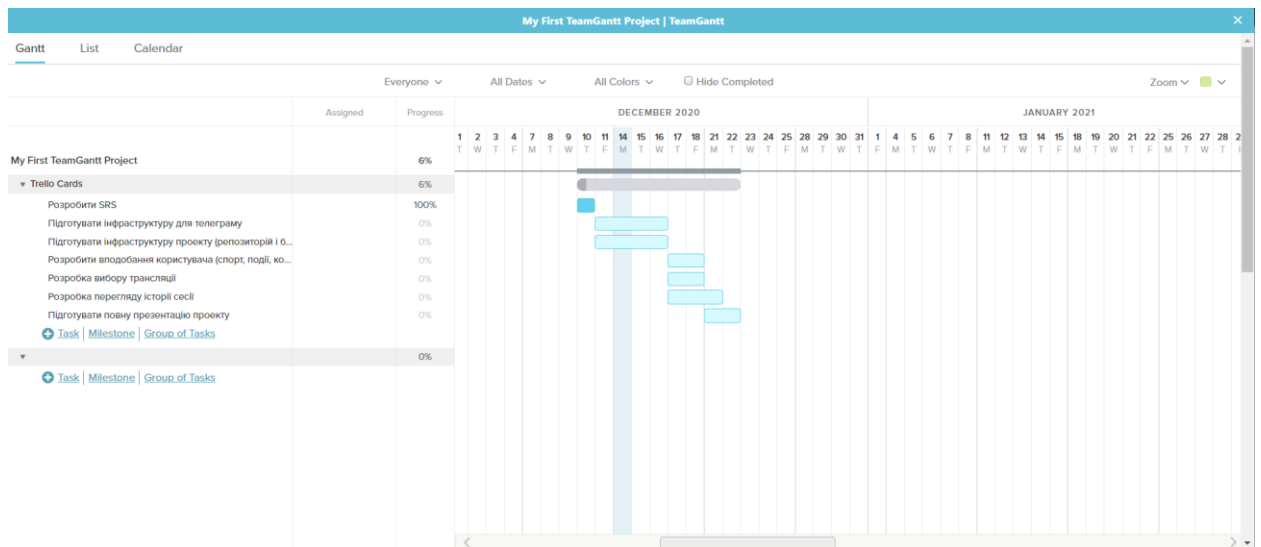 My First TeamGantt Project | TeamGantt ×
Gantt List Calendar
Everyone All Dates All Colors Hide Completed Zoom
Assigned Progress DECEMBER 2020 JANUARY 2021
1 2 3 4 7 8 9 10 11 14 15 16 17 18 21 22 23 24 25 28 29 30 31 1 4 5 6 7 8 11 12 13 14 15 18 19 20 21 22 25 26 27 28
T W T F M T W T F M T W T F M T W T F M T W T F M T W T F M T W T F M T W T F M T W T
My First TeamGantt Project 6%
Trello Cards 6%
Розробити SRS 100%
Підготувати інфраструктуру для телеграму 0%
Підготувати інфраструктуру проекту (репозиторій і б... 0%
Розробити вподобання користувача (спорт, події, ко... 0%
Розробка вибору трансляції 0%
Розробка перегляду історії сесії 0%
Підготувати повну презентацію проекту 0%
Task | Milestone | Group of Tasks
0%
Task | Milestone | Group of Tasks